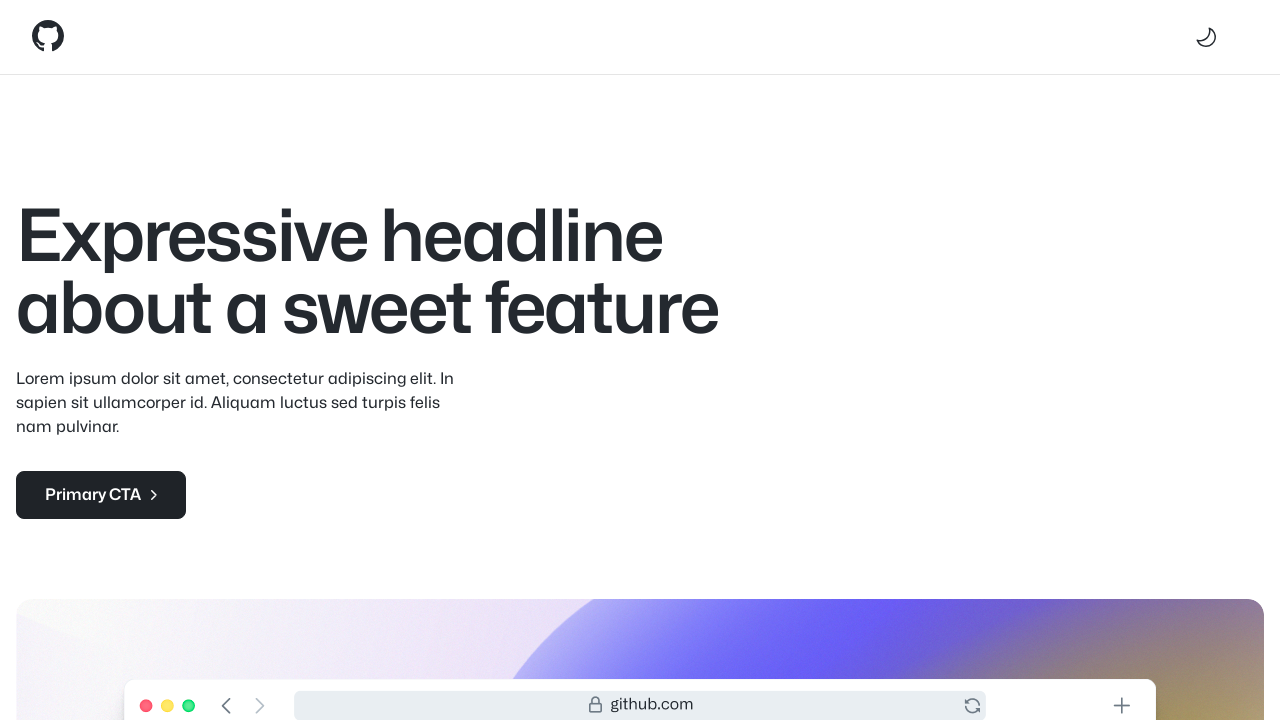 Expressive headline
about a sweet feature
Lorem ipsum dolor sit amet, consectetur adipiscing elit. In
sapien sit ullamcorper id. Aliquam luctus sed turpis felis
nam pulvinar.
Primary CTA
github.com